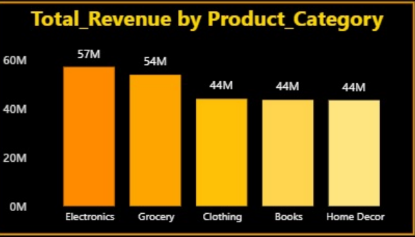 Total_Revenue by Product_Category
57M
54M
44M 44M 44M
60M
40M
20M
0M
Electronics Grocery Clothing Books Home Decor